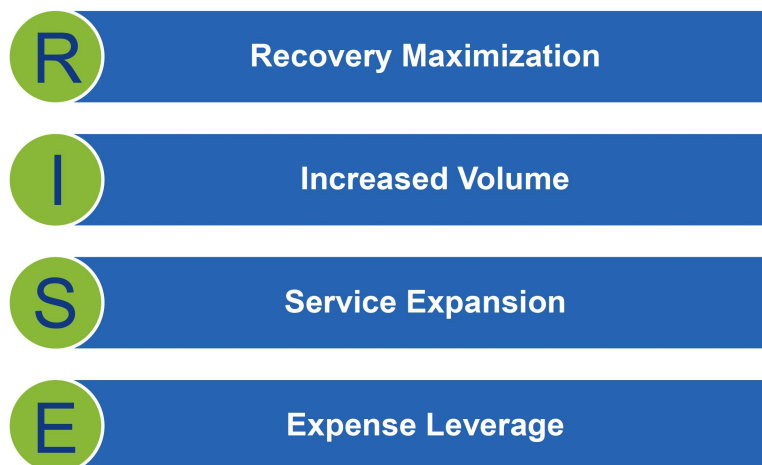 R Recovery Maximization
I Increased Volume
S Service Expansion
E Expense Leverage